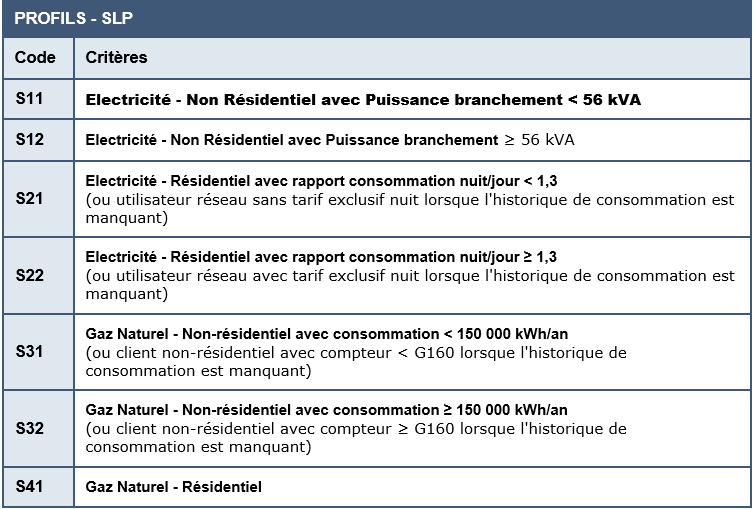 PROFILS - SLP
Code Critères
S11 Electricité - Non Résidentiel avec Puissance branchement < 56 kVA
S12 Electricité - Non Résidentiel avec Puissance branchement ≥ 56 kVA
Electricité - Résidentiel avec rapport consommation nuit/jour < 1,3
S21 (ou utilisateur réseau sans tarif exclusif nuit lorsque l'historique de consommation est
manquant)
Electricité - Résidentiel avec rapport consommation nuit/jour ≥ 1,3
S22 (ou utilisateur réseau avec tarif exclusif nuit lorsque l'historique de consommation est
manquant)
Gaz Naturel - Non-résidentiel avec consommation < 150 000 kWh/an
S31 (ou client non-résidentiel avec compteur < G160 lorsque l'historique de
consommation est manquant)
Gaz Naturel - Non-résidentiel avec consommation ≥ 150 000 kWh/an
S32 (ou client non-résidentiel avec compteur ≥ G160 lorsque l'historique de
consommation est manquant)
S41 Gaz Naturel - Résidentiel